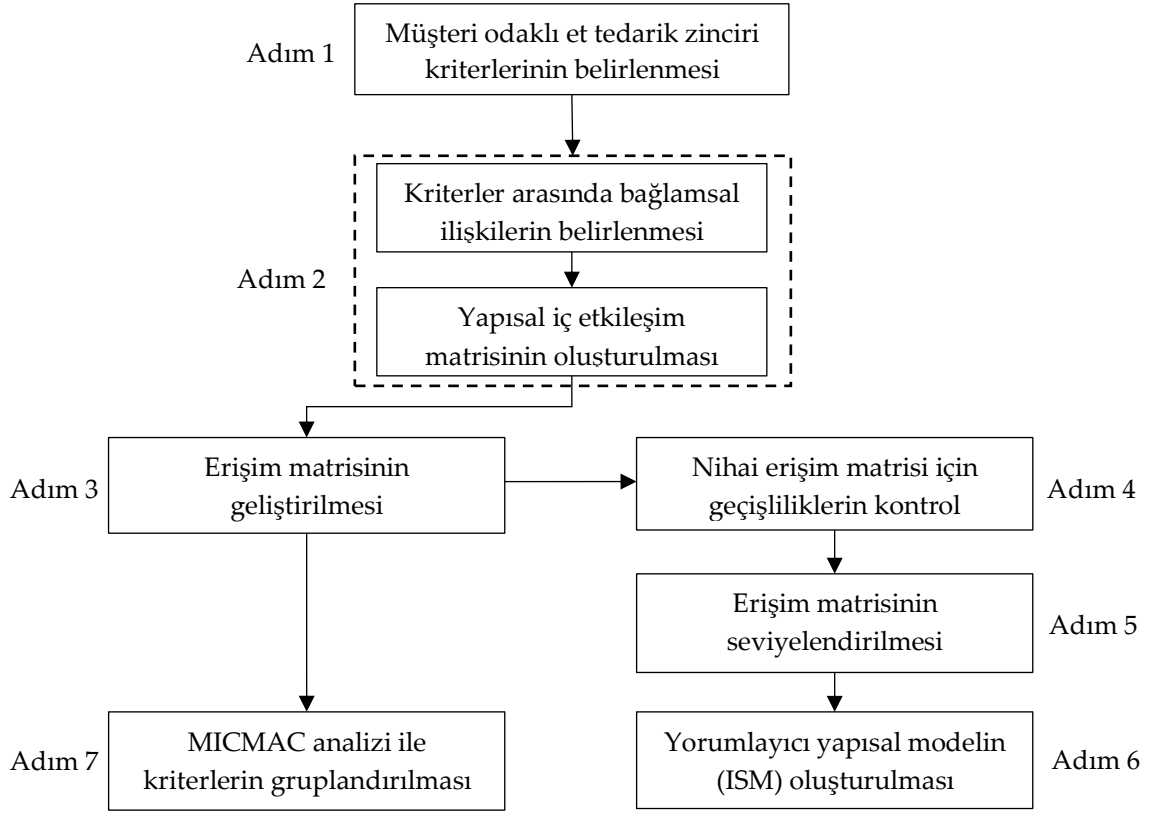 Adım 1
Müşteri odaklı et tedarik zinciri
kriterlerinin belirlenmesi
Adım 2
Kriterler arasında bağlamsal
ilişkilerin belirlenmesi
Yapısal iç etkileşim
matrisinin oluşturulması
Adım 3
Erişim matrisinin
geliştirilmesi
Nihai erişim matrisi için
geçişliliklerin kontrol
Adım 4
Erişim matrisinin
seviyelendirilmesi
Adım 5
Adım 7
MICMAC analizi ile
kriterlerin gruplandırılması
Yorumlayıcı yapısal modelin
(ISM) oluşturulması
Adım 6